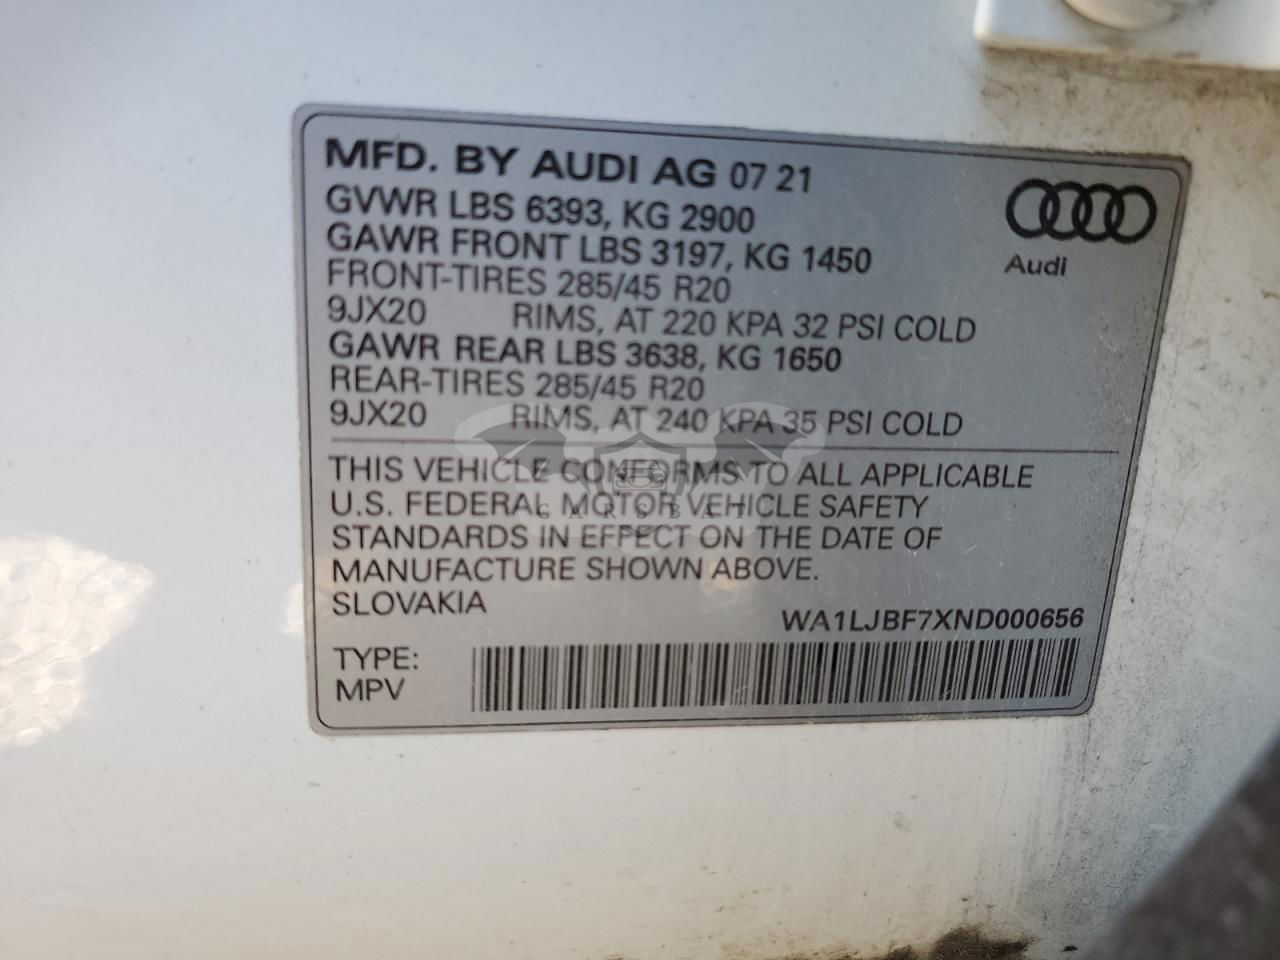 MFD. BY AUDI AG 07 21
GVWR LBS 6393, KG 2900
GAWR FRONT LBS 3197, KG 1450
FRONT-TIRES 285/45 R20
9JX20 RIMS, AT 220 KPA 32 PSI COLD
GAWR REAR LBS 3638, KG 1650
REAR-TIRES 285/45 R20
9JX20 RIMS, AT 240 KPA 35 PSI COLD
Audi
THIS VEHICLE CONFORMS TO ALL APPLICABLE
U.S. FEDERAL MOTOR VEHICLE SAFETY
STANDARDS IN EFFECT ON THE DATE OF
MANUFACTURE SHOWN ABOVE.
SLOVAKIA WA1LJBF7XND000656
TYPE:
MPV
CARSBAT